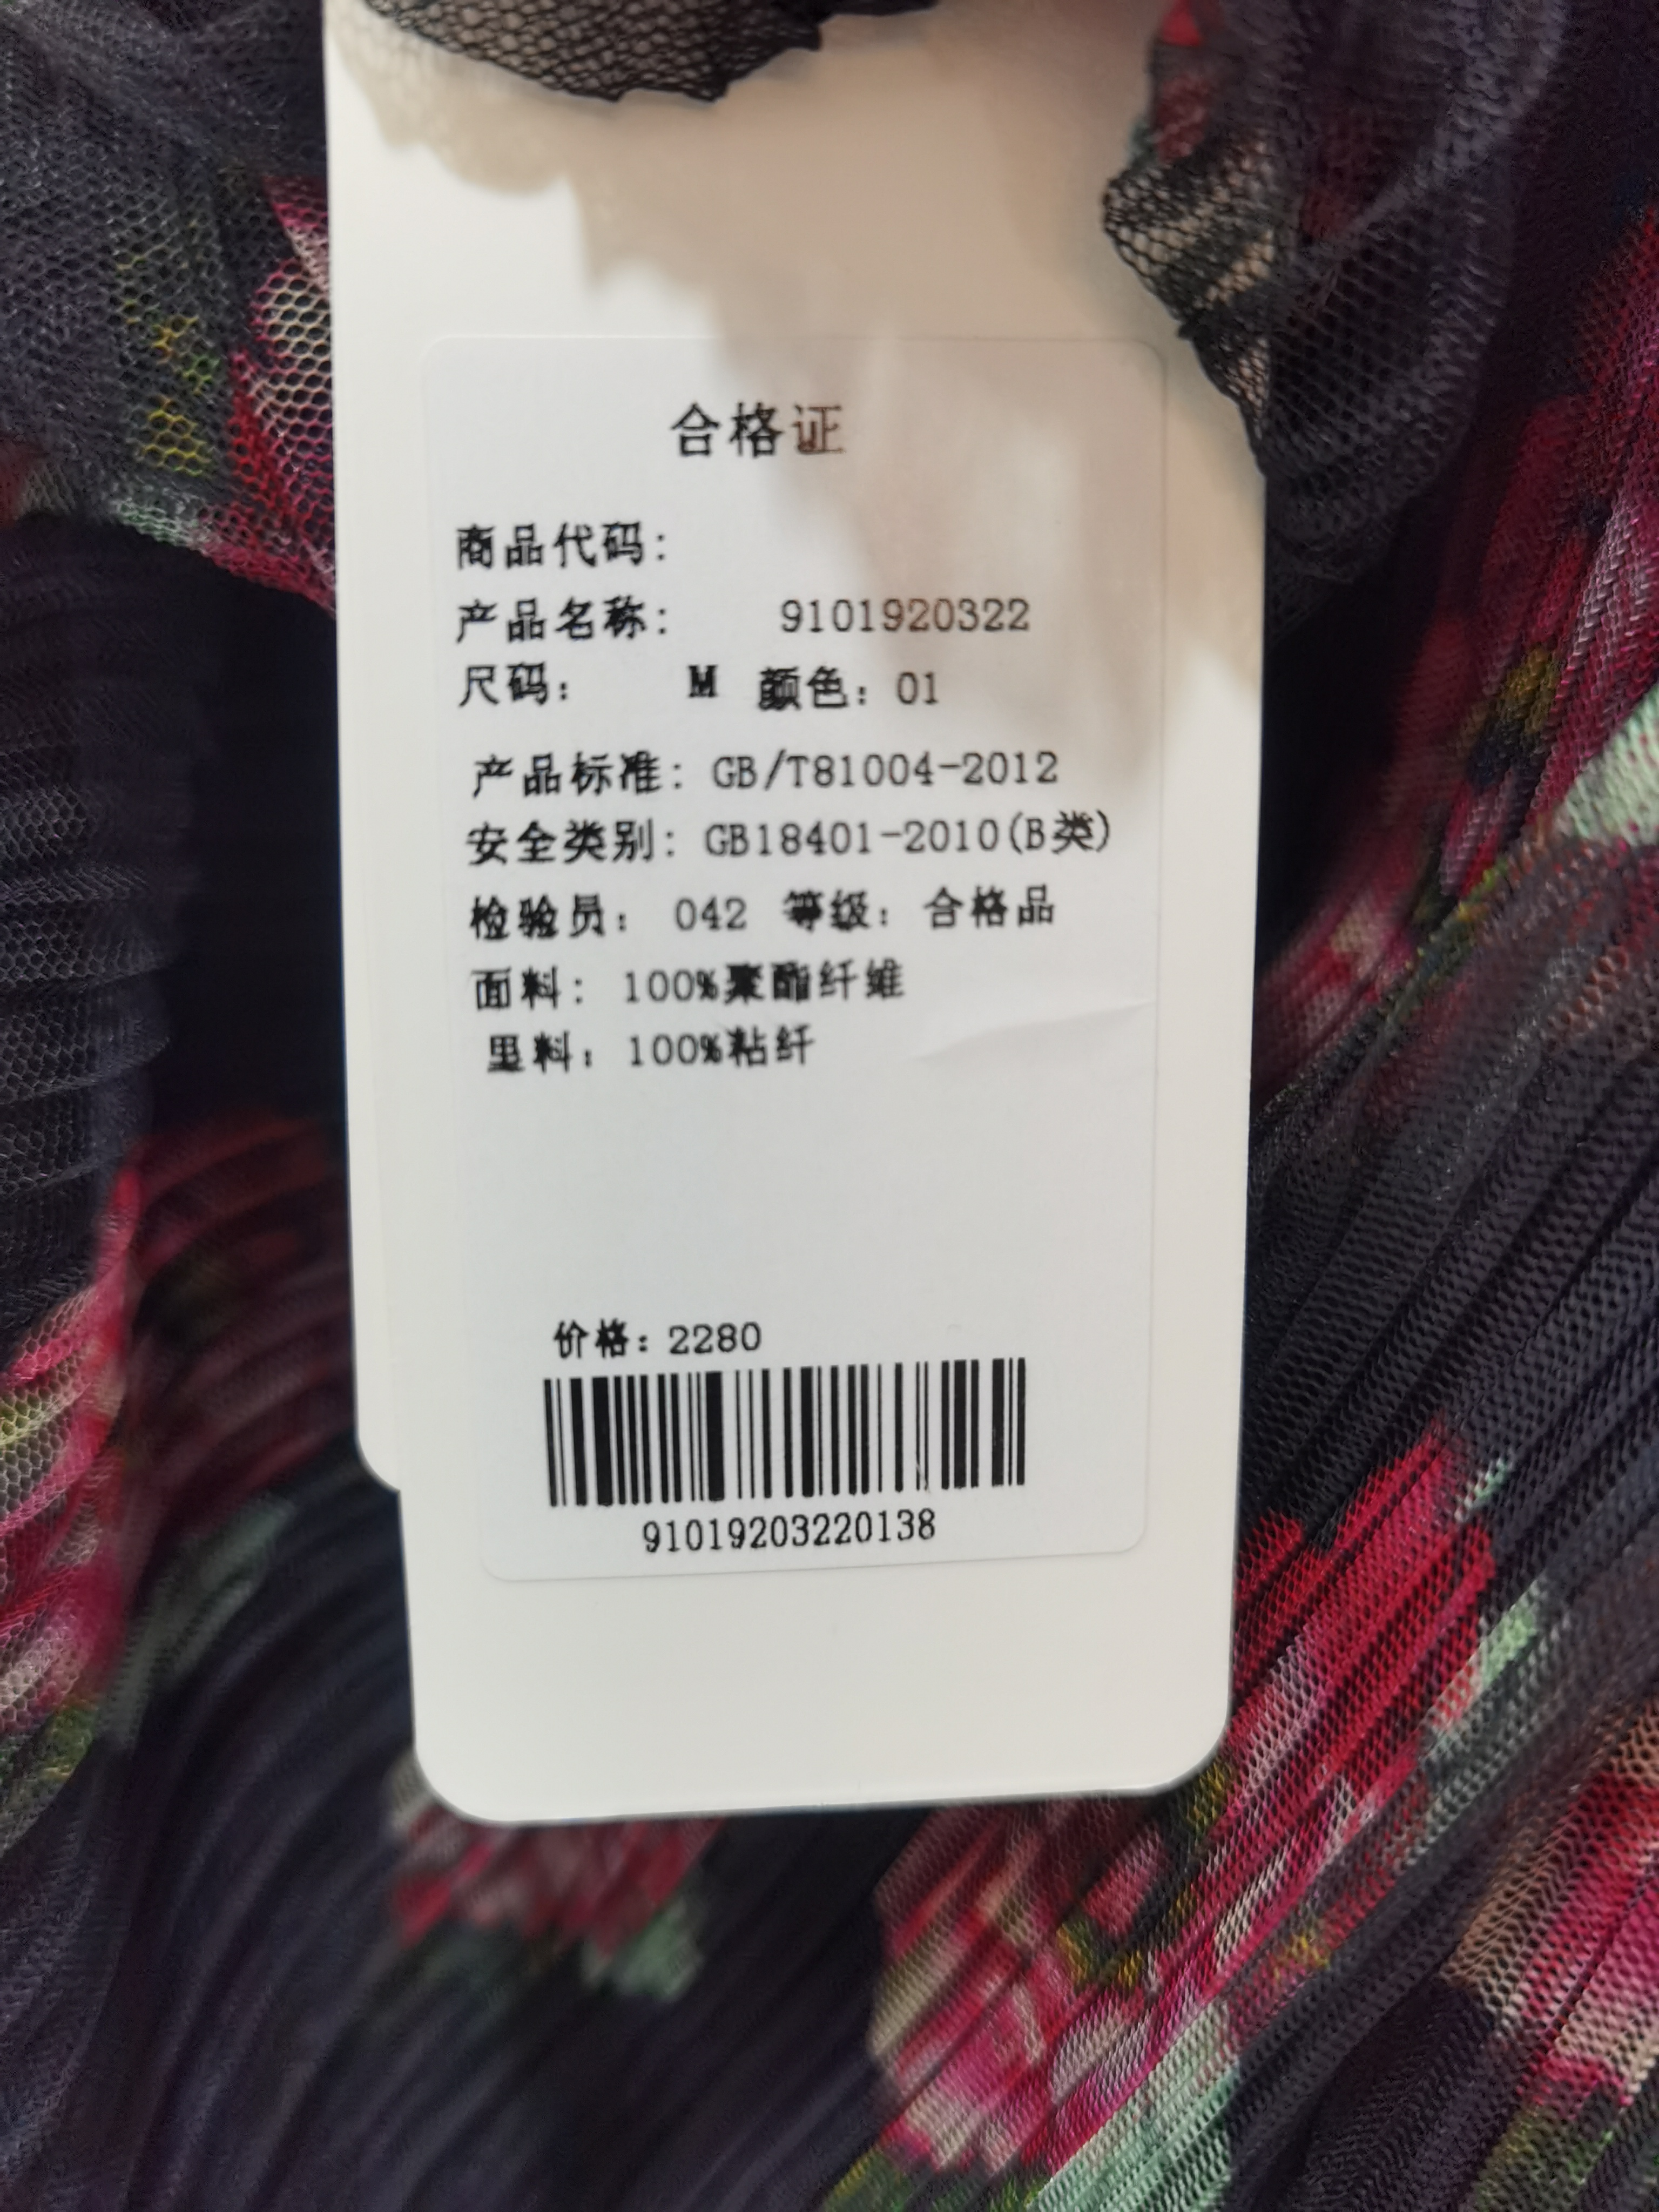 合格证
商品代码：
产品名称： 9101920322
尺码： M 颜色：01
产品标准：GB/T81004-2012
安全类别：GB18401-2010(B类)
检验员： 042 等级：合格品
面料：100%聚酯纤维
里料：100%粘纤
价格：2280
91019203220138